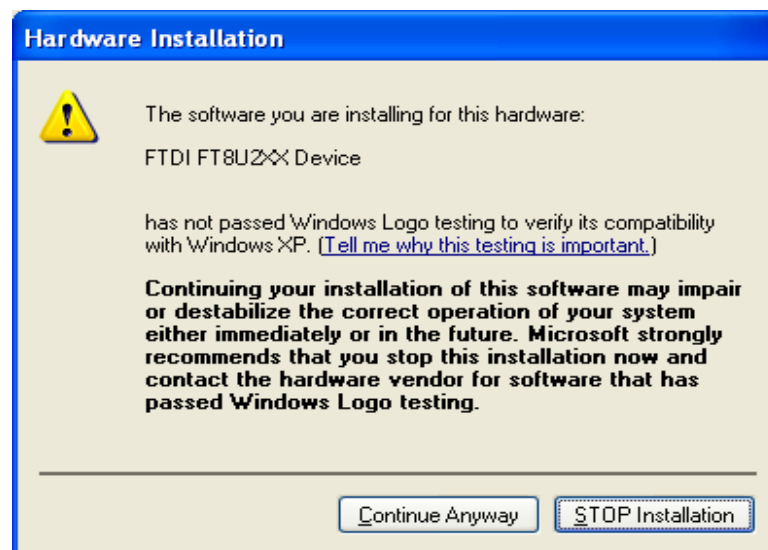 Hardware Installation
The software you are installing for this hardware:
FTDI FT8U2XX Device
has not passed Windows Logo testing to verify its compatibility
with Windows XP. (Tell me why this testing is important.)
Continuing your installation of this software may impair
or destabilize the correct operation of your system
either immediately or in the future. Microsoft strongly
recommends that you stop this installation now and
contact the hardware vendor for software that has
passed Windows Logo testing.
Continue Anyway
STOP Installation